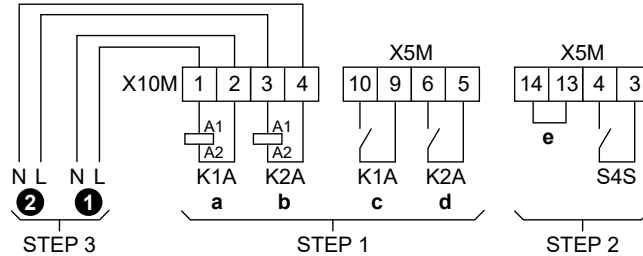 X5M X5M
X10M 1 2 3 4 10 9 6 5 14 13 4 3
A1 A1
A2 A2
e
N L N L K1A K2A K1A K2A S4S
2 1 a b c d
STEP 3 STEP 1 STEP 2